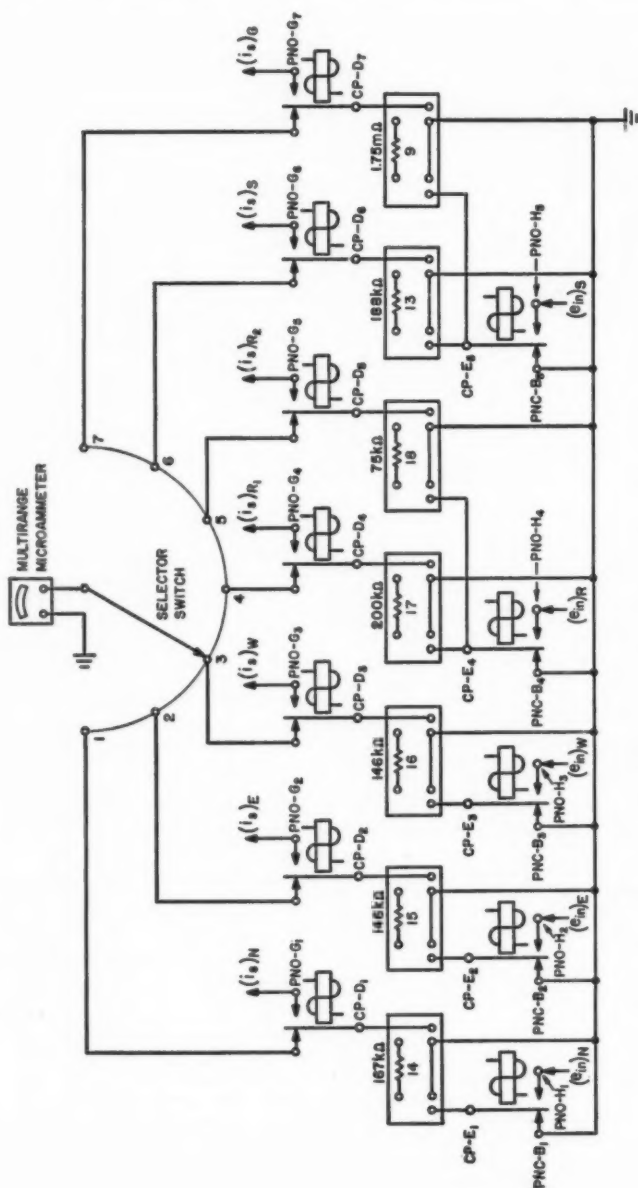 MULTIRANGE
MICROAMMETER
SELECTOR
SWITCH
1
2
3
4
5
6
7
(is)N
(is)E
(is)W
(is)R1
(is)R2
(is)S
(is)G
PNO-G1
PNO-G2
PNO-G3
PNO-G4
PNO-G5
PNO-G6
PNO-G7
CP-D1
CP-D2
CP-D3
CP-D6
CP-D7
167kΩ
146kΩ
146kΩ
200kΩ
75kΩ
188kΩ
1.75mΩ
14
15
16
17
18
13
9
CP-E1
CP-E2
CP-E3
CP-E4
CP-E5
PNO-H1
PNO-H2
PNO-H3
PNO-H4
PNO-H5
PNC-B1
PNC-B2
PNC-B3
PNC-B4
PNC-B5
(ein)N
(ein)E
(ein)W
(ein)R
(ein)S